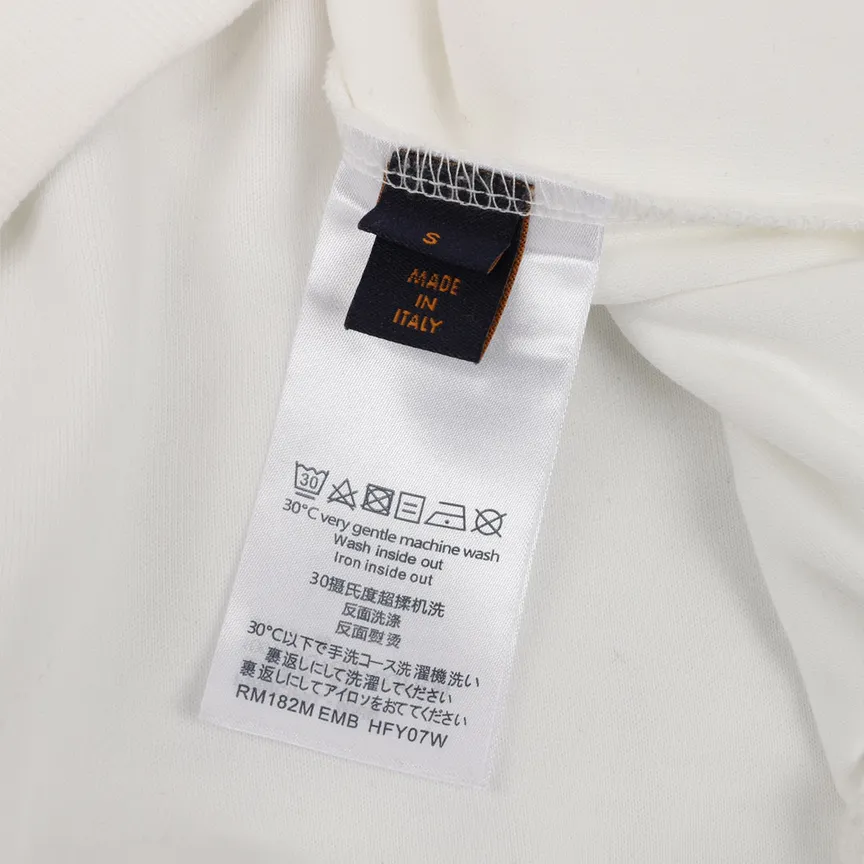 S
MADE
IN
ITALY
30
30°C very gentle machine wash
Wash inside out
Iron inside out
30摄氏度超揉机洗
反面洗涤
反面熨烫
30°C以下で手洗コース洗濯機洗い
裏返しにして洗濯してください
裏返しにしてアイロソをおててください
RM182M EMB HFY07W